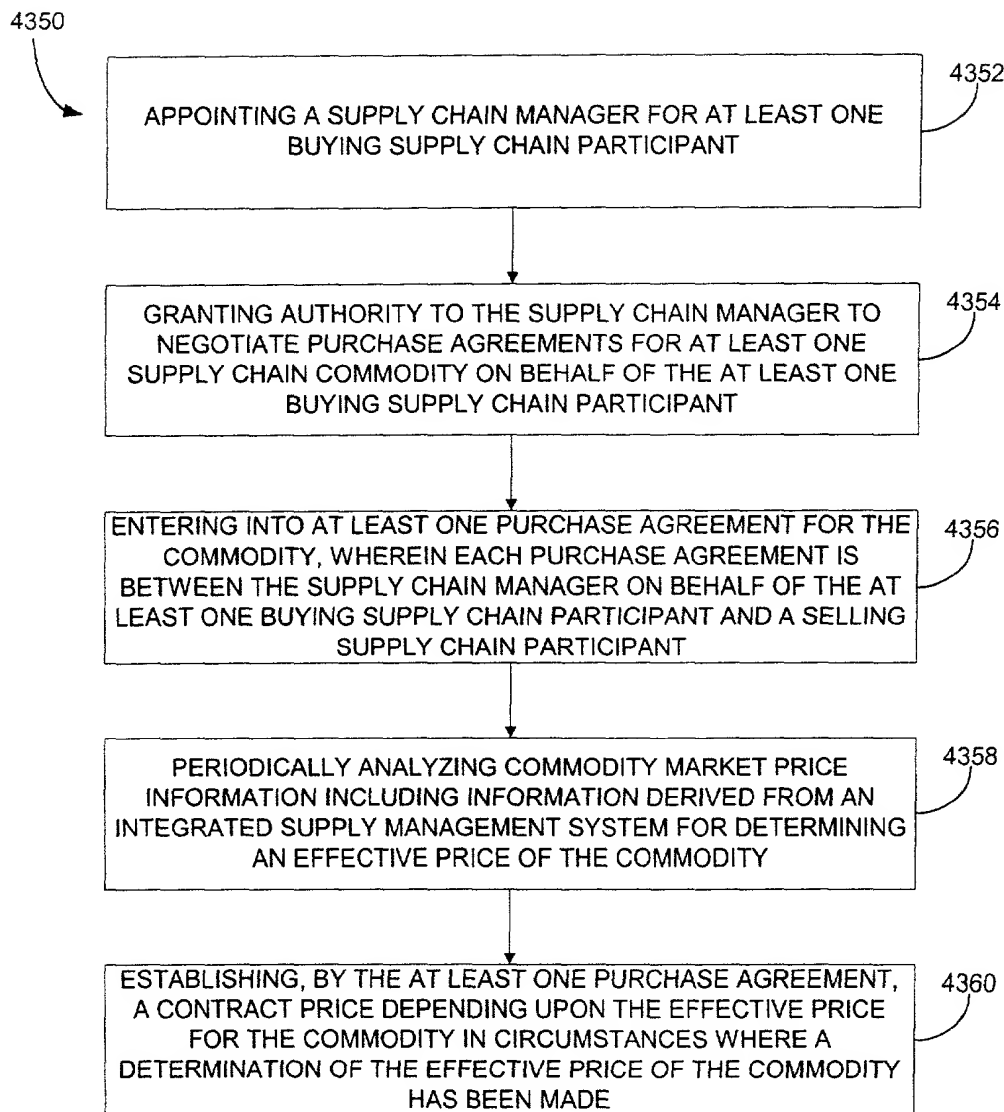 4350
4352
APPOINTING A SUPPLY CHAIN MANAGER FOR AT LEAST ONE
BUYING SUPPLY CHAIN PARTICIPANT
4354
GRANTING AUTHORITY TO THE SUPPLY CHAIN MANAGER TO
NEGOTIATE PURCHASE AGREEMENTS FOR AT LEAST ONE
SUPPLY CHAIN COMMODITY ON BEHALF OF THE AT LEAST ONE
BUYING SUPPLY CHAIN PARTICIPANT
4356
ENTERING INTO AT LEAST ONE PURCHASE AGREEMENT FOR THE
COMMODITY, WHEREIN EACH PURCHASE AGREEMENT IS
BETWEEN THE SUPPLY CHAIN MANAGER ON BEHALF OF THE AT
LEAST ONE BUYING SUPPLY CHAIN PARTICIPANT AND A SELLING
SUPPLY CHAIN PARTICIPANT
4358
PERIODICALLY ANALYZING COMMODITY MARKET PRICE
INFORMATION INCLUDING INFORMATION DERIVED FROM AN
INTEGRATED SUPPLY MANAGEMENT SYSTEM FOR DETERMINING
AN EFFECTIVE PRICE OF THE COMMODITY
4360
ESTABLISHING, BY THE AT LEAST ONE PURCHASE AGREEMENT,
A CONTRACT PRICE DEPENDING UPON THE EFFECTIVE PRICE
FOR THE COMMODITY IN CIRCUMSTANCES WHERE A
DETERMINATION OF THE EFFECTIVE PRICE OF THE COMMODITY
HAS BEEN MADE